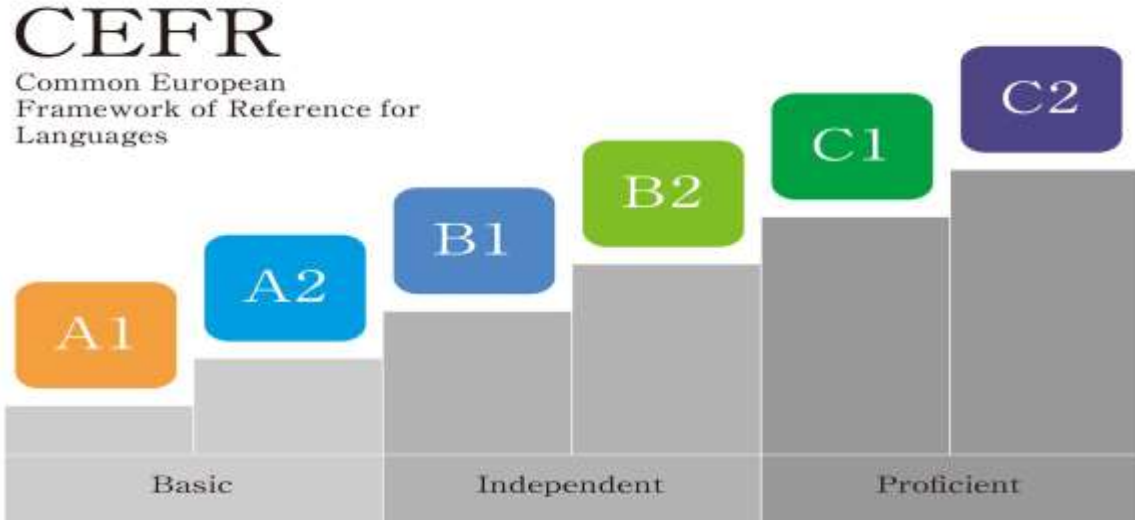 CEFR
Common European
Framework of Reference for
Languages
A1
A2
B1
B2
C1
C2
Basic
Independent
Proficient